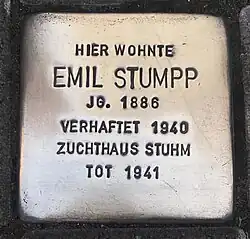 HIER WOHNTE
EMIL STUMPP
JG. 1886
VERHAFTET 1940
ZUCHTHAUS STUHM
TOT 1941